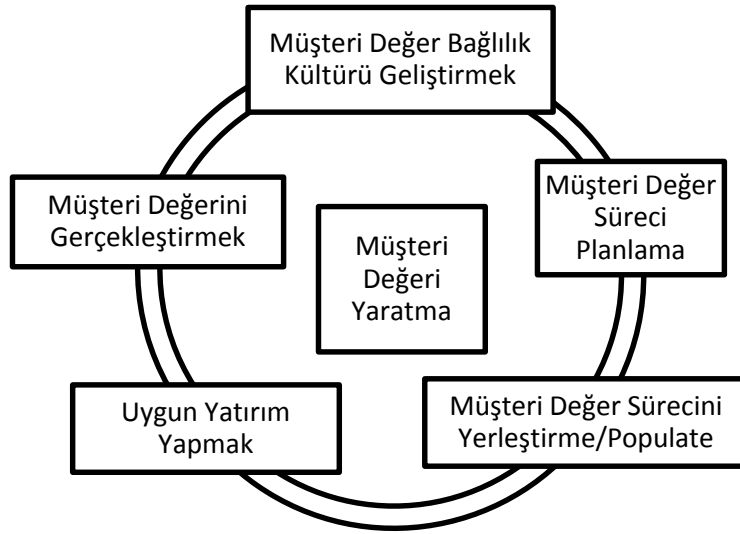 Müşteri Değer Bağlılık
Kültürü Geliştirmek
Müşteri Değer
Süreci
Planlama
Müşteri Değerini
Gerçekleştirmek
Müşteri
Değeri
Yaratma
Uygun Yatırım
Yapmak
Müşteri Değer Sürecini
Yerleştirme/Populate